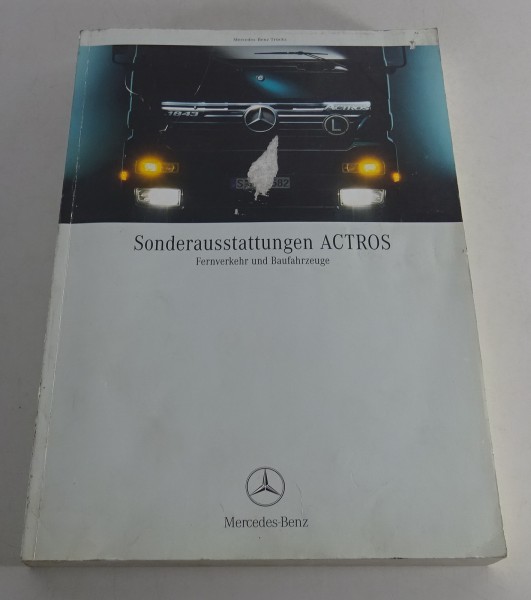 Mercedes-Benz Trucks
1843
ACTROS
L
Sonderausstattungen ACTROS
Fernverkehr und Baufahrzeuge
Mercedes-Benz